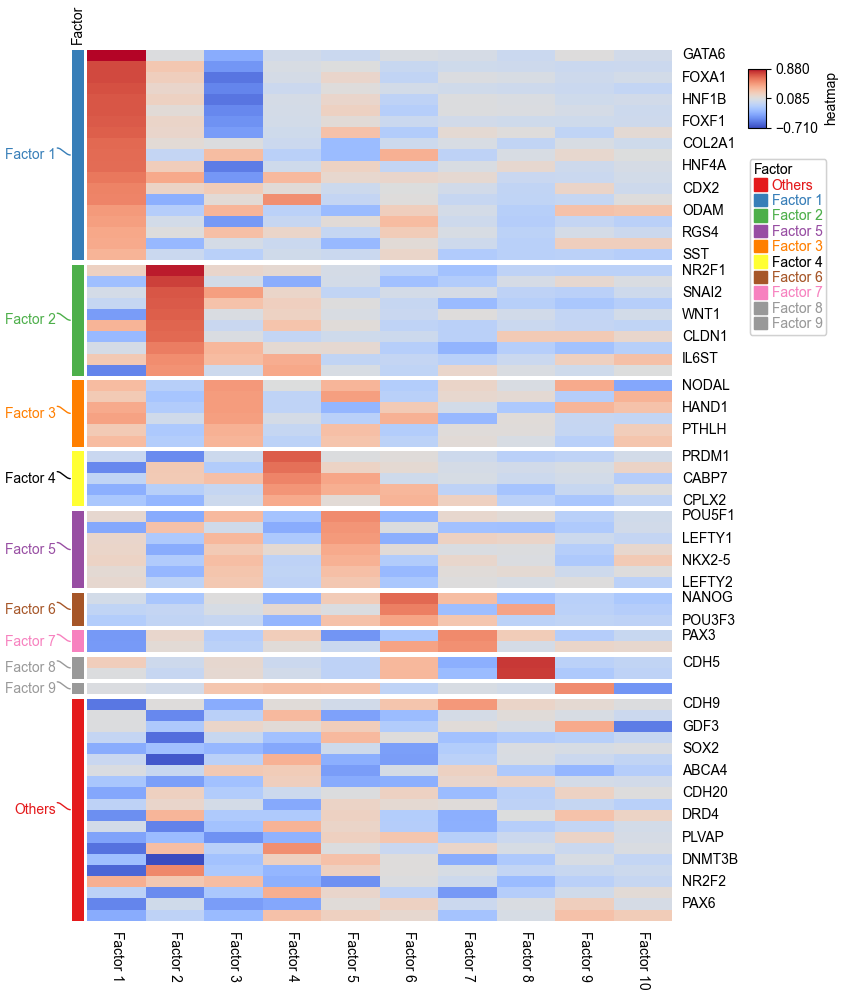 Factor
GATA6
FOXA1
HNF1B
FOXF1
COL2A1
HNF4A
CDX2
ODAM
RGS4
SST
NR2F1
SNAI2
WNT1
CLDN1
IL6ST
NODAL
HAND1
PTHLH
PRDM1
CABP7
CPLX2
POU5F1
LEFTY1
NKX2-5
LEFTY2
NANOG
POU3F3
PAX3
CDH5
CDH9
GDF3
SOX2
ABCA4
CDH20
DRD4
PLVAP
DNMT3B
NR2F2
PAX6
Factor 1
Factor 2
Factor 3
Factor 4
Factor 5
Factor 6
Factor 7
Factor 8
Factor 9
Others
Factor 1
Factor 2
Factor 3
Factor 4
Factor 5
Factor 6
Factor 7
Factor 8
Factor 9
Factor 10
0.880
0.085
−0.710
heatmap
Factor
Others
Factor 1
Factor 2
Factor 5
Factor 3
Factor 4
Factor 6
Factor 7
Factor 8
Factor 9